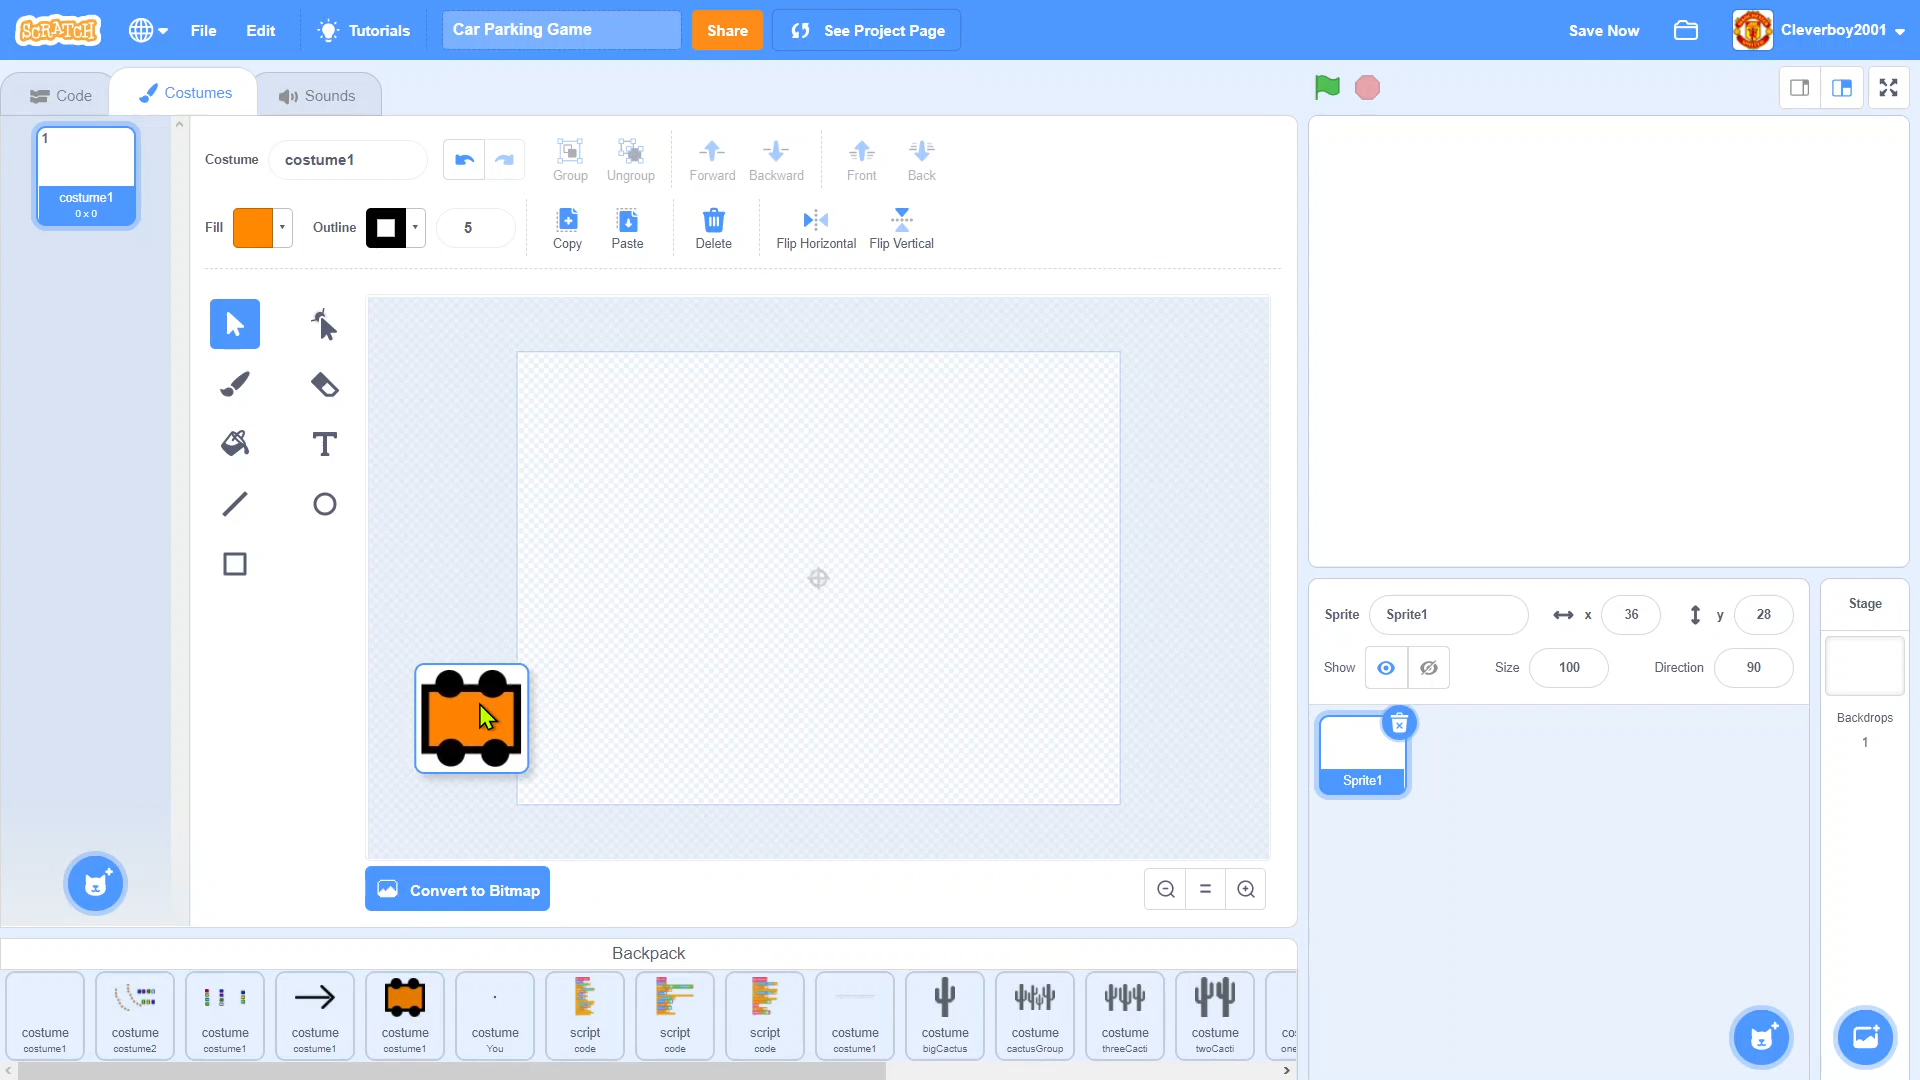 SCRATCH File Edit Tutorials Car Parking Game Share See Project Page Save Now Cleverboy2001
Code Costumes Sounds
1
costume1
0 x 0
Costume costume1 Group Ungroup Forward Backward Front Back
Fill Outline 5 Copy Paste Delete Flip Horizontal Flip Vertical
T
Convert to Bitmap
Sprite Sprite1 x 36 y 28
Show Size 100 Direction 90
Sprite1
Stage
Backdrops
1
Backpack
costume costume costume costume costume costume script script script costume costume costume costume costume cos
costume1 costume2 costume1 costume1 costume1 You code code code costume1 bigCactus cactusGroup threeCacti twoCacti one